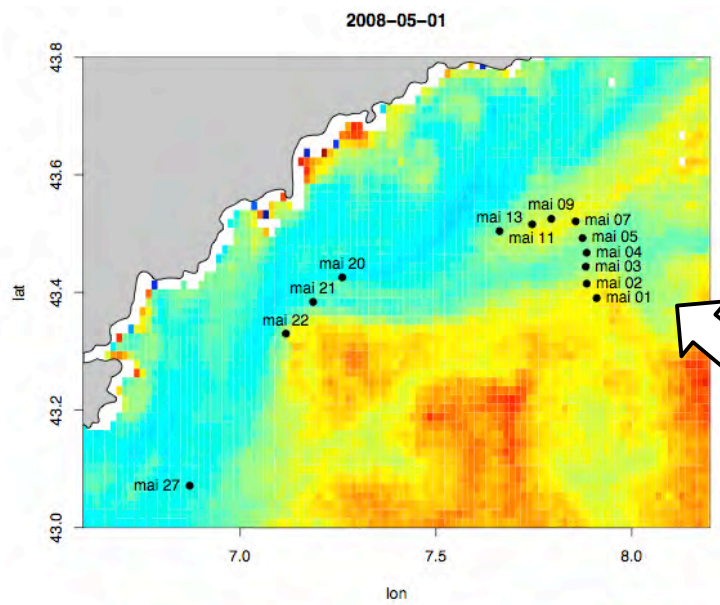 2008-05-01
43.8
43.6
43.4
43.2
43.0
lat
mai 09
mai 13
mai 07
mai 11
mai 05
mai 04
mai 03
mai 02
mai 01
mai 20
mai 21
mai 22
mai 27
7.0
7.5
8.0
lon